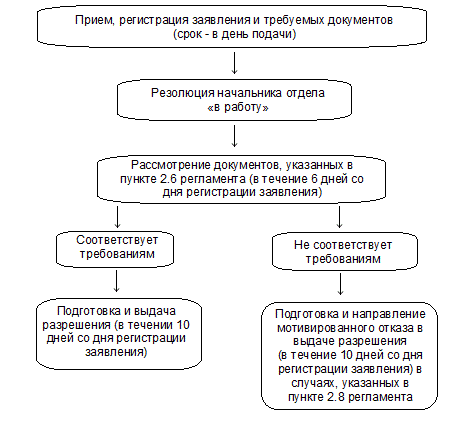 Прием, регистрация заявления и требуемых документов
(срок - в день подачи)
Резолюция начальника отдела
«в работу»
Рассмотрение документов, указанных в
пункте 2.6 регламента (в течение 6 дней со
дня регистрации заявления)
Соответствует
требованиям
Не соответствует
требованиям
Подготовка и выдача
разрешения (в течении 10
дней со дня регистрации
заявления)
Подготовка и направление
мотивированного отказа в
выдаче разрешения
(в течение 10 дней со дня
регистрации заявления) в
случаях, указанных в
пункте 2.8 регламента